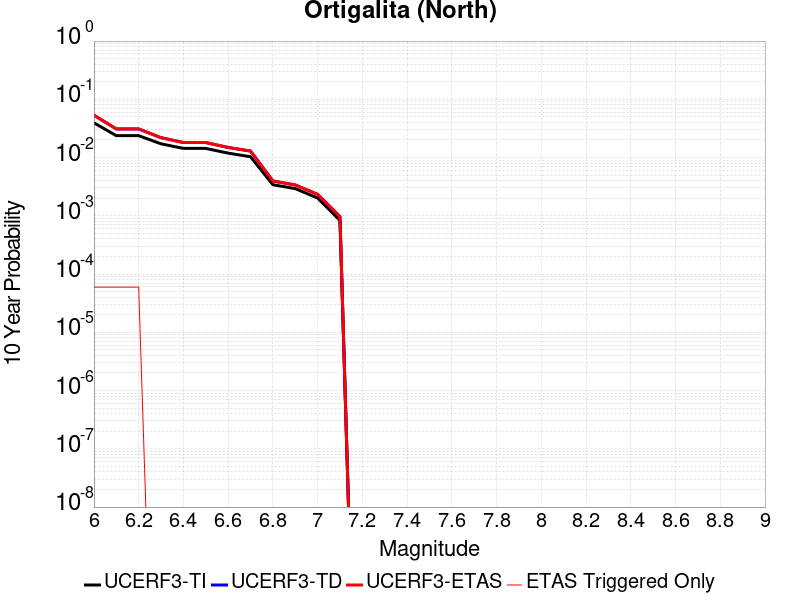 Ortigalita (North)
10^0
10^-1
10^-2
10^-3
10^-4
10^-5
10^-6
10^-7
10^-8
10 Year Probability
6 6.2 6.4 6.6 6.8 7 7.2 7.4 7.6 7.8 8 8.2 8.4 8.6 8.8 9
Magnitude
UCERF3-TI UCERF3-TD UCERF3-ETAS ETAS Triggered Only